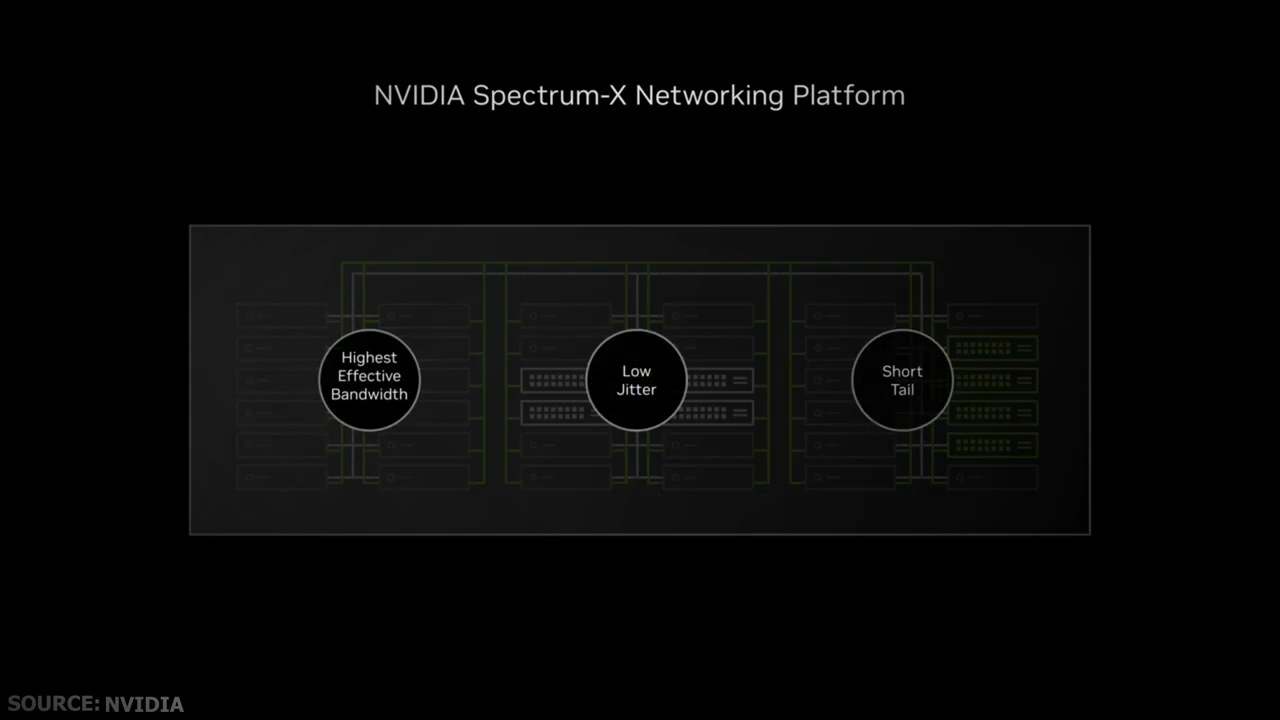 NVIDIA Spectrum-X Networking Platform
Highest
Effective
Bandwidth
Low
Jitter
Short
Tail
SOURCE: NVIDIA